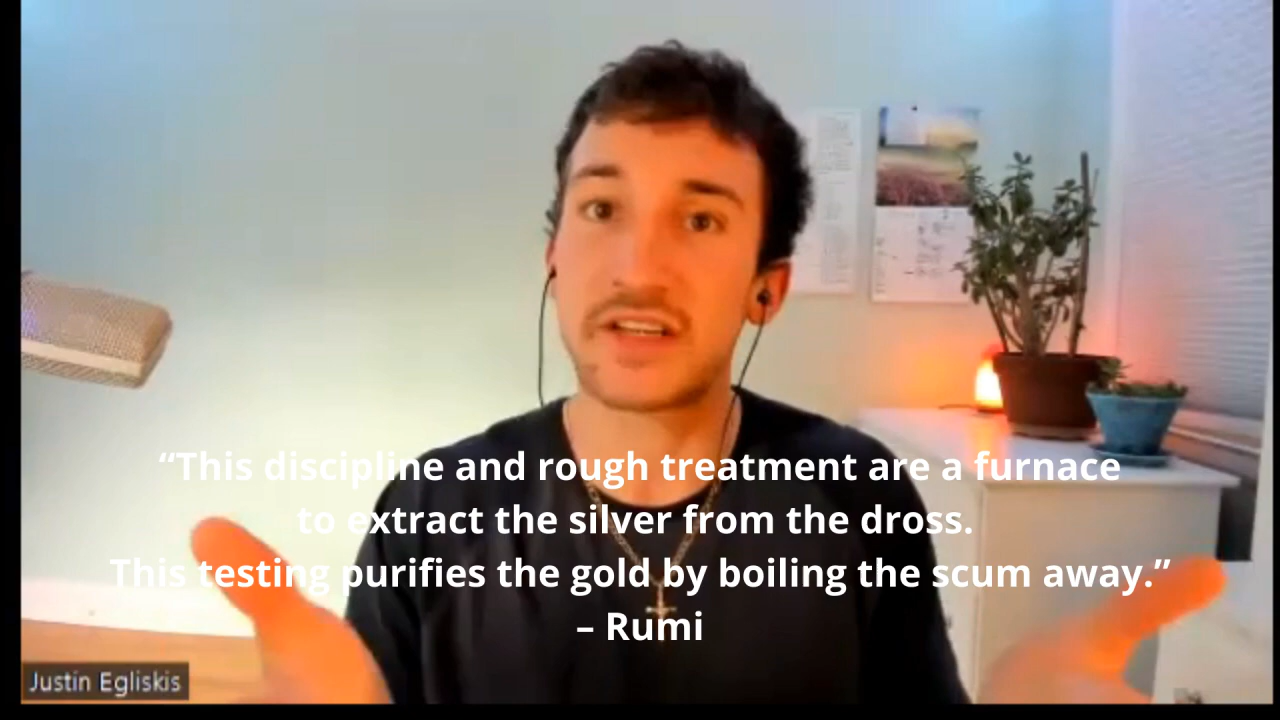 “This discipline and rough treatment are a furnace
to extract the silver from the dross.
This testing purifies the gold by boiling the scum away.”
– Rumi
Justin Egliskis